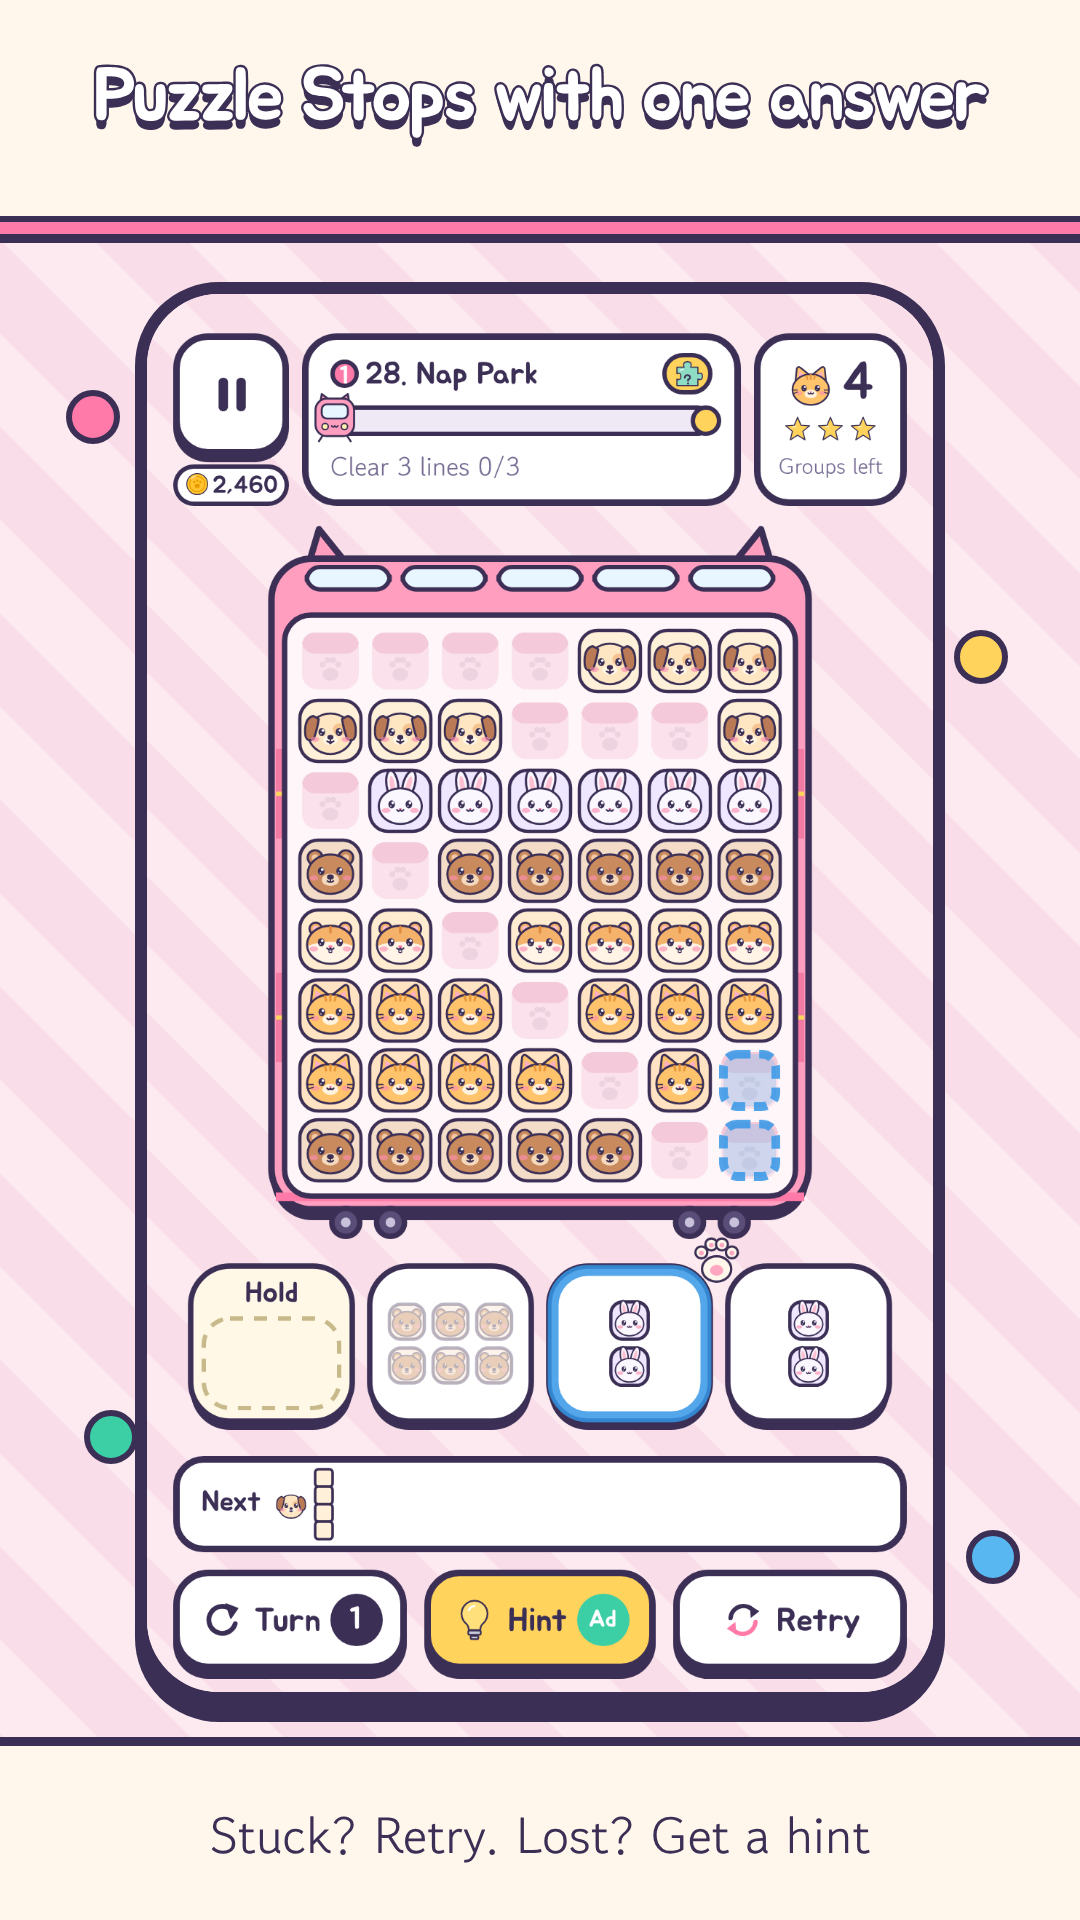 Puzzle Stops with one answer
1 28. Nap Park
?
Clear 3 lines 0/3
4
Groups left
2,460
Hold
Next
Turn 1
Hint Ad
Retry
Stuck? Retry. Lost? Get a hint